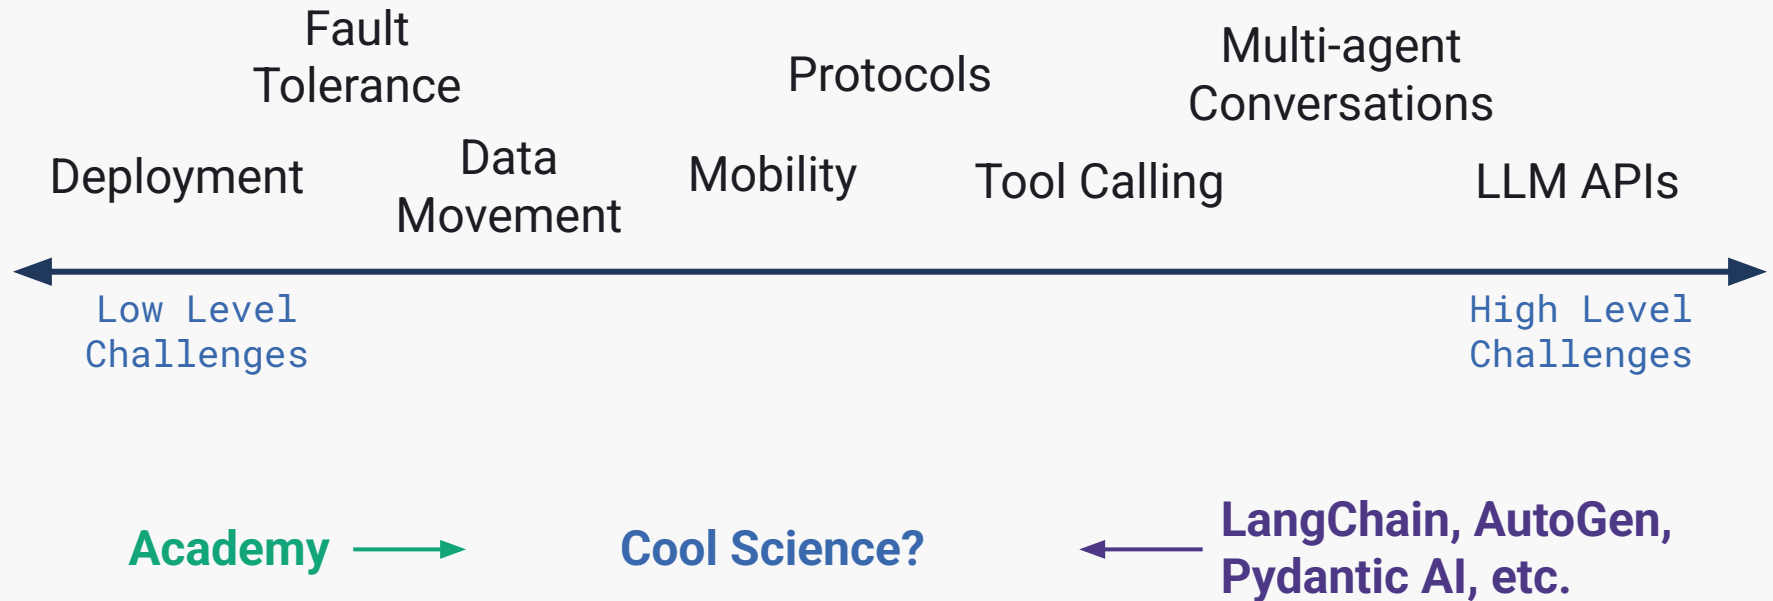 Fault
Tolerance
Protocols
Multi-agent
Conversations
Deployment
Data
Movement
Mobility
Tool Calling
LLM APIs
Low Level
Challenges
High Level
Challenges
Academy
Cool Science?
LangChain, AutoGen,
Pydantic AI, etc.